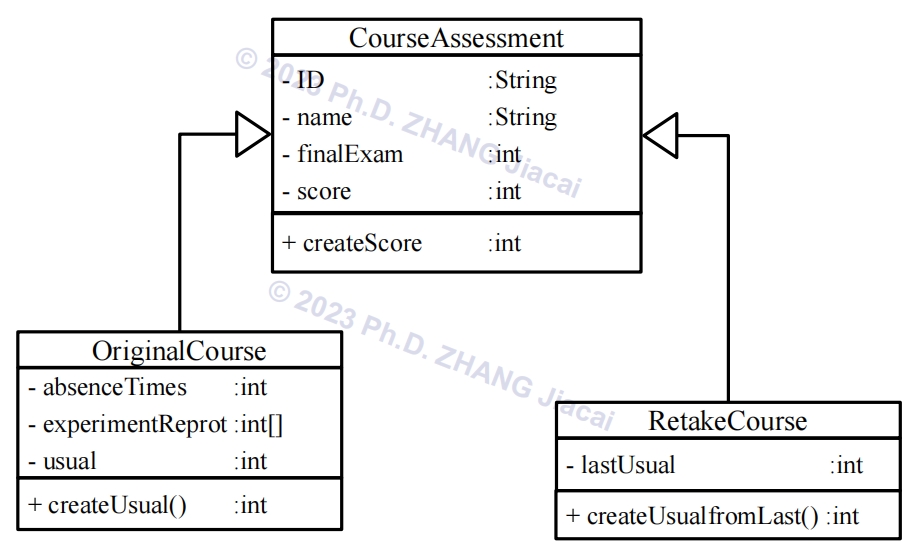 CourseAssessment
- ID :String
- name :String
- finalExam :int
- score :int
+ createScore :int
© 2023 Ph.D. ZHANG Jiacai
© 2023 Ph.D. ZHANG Jiacai
OriginalCourse
- absenceTimes :int
- experimentReprot :int[]
- usual :int
+ createUsual() :int
RetakeCourse
- lastUsual :int
+ createUsualfromLast() :int